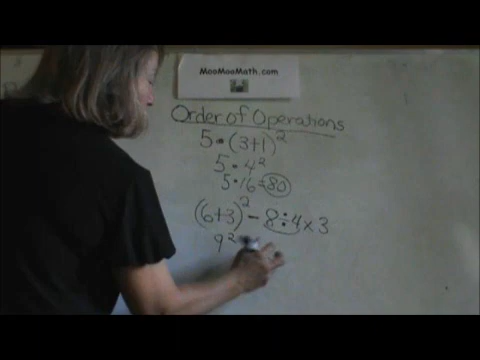 MooMooMath.com
Order of Operations
5 • (3+1)²
5 • 4²
5 • 16 = 80
(6+3)² - 8 ÷ 4 x 3
9²